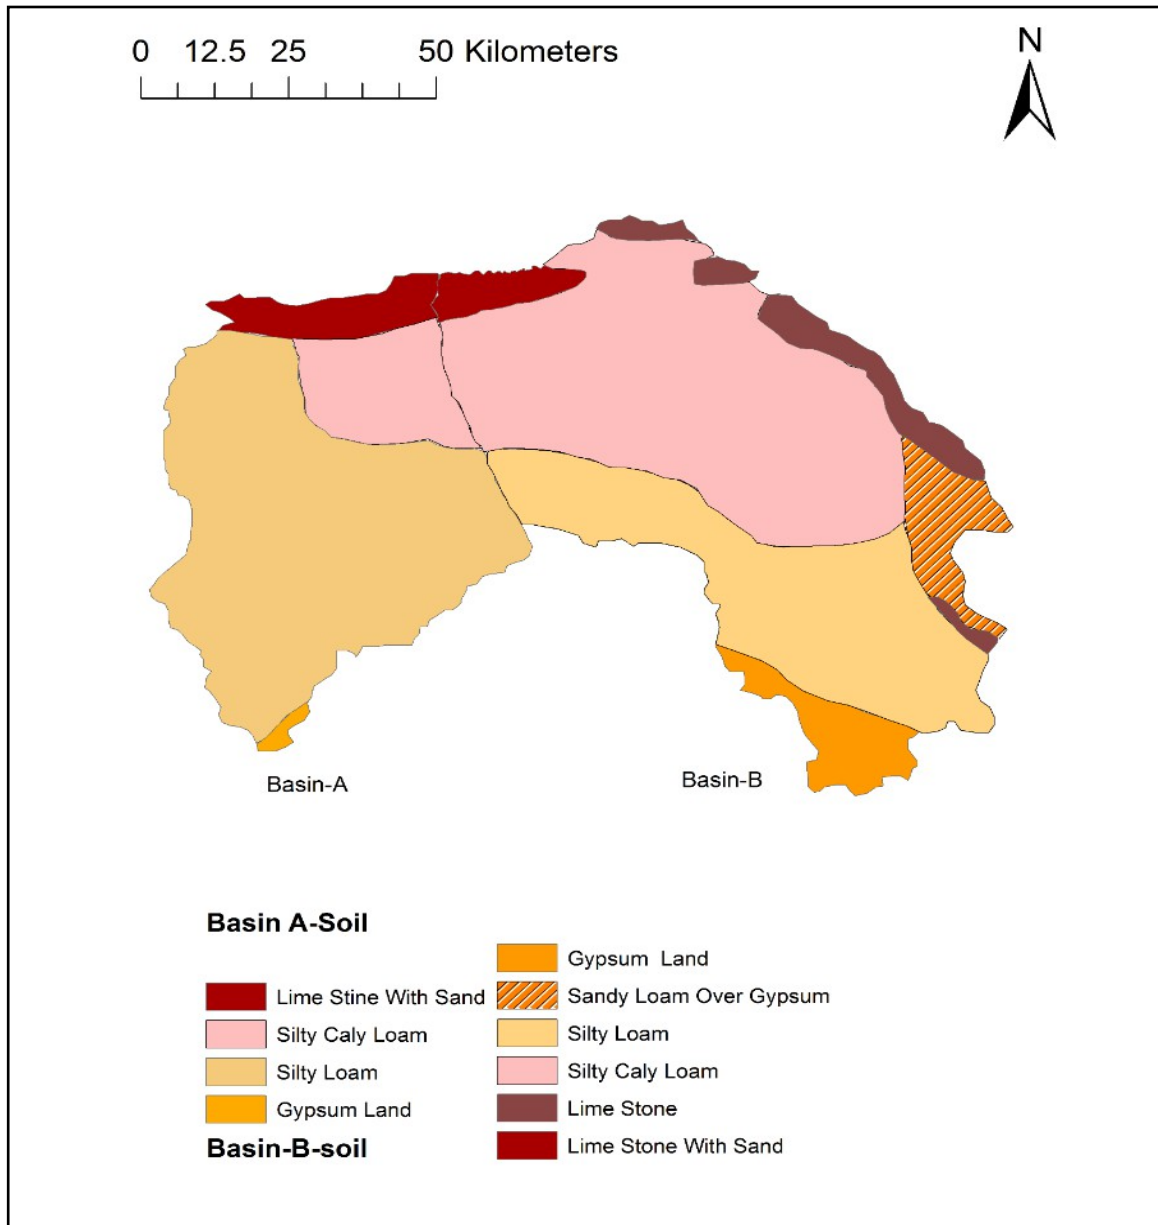 0 12.5 25 50 Kilometers
N
Basin-A
Basin-B
Basin A-Soil
Lime Stine With Sand
Silty Caly Loam
Silty Loam
Gypsum Land
Basin-B-soil
Gypsum Land
Sandy Loam Over Gypsum
Silty Loam
Silty Caly Loam
Lime Stone
Lime Stone With Sand